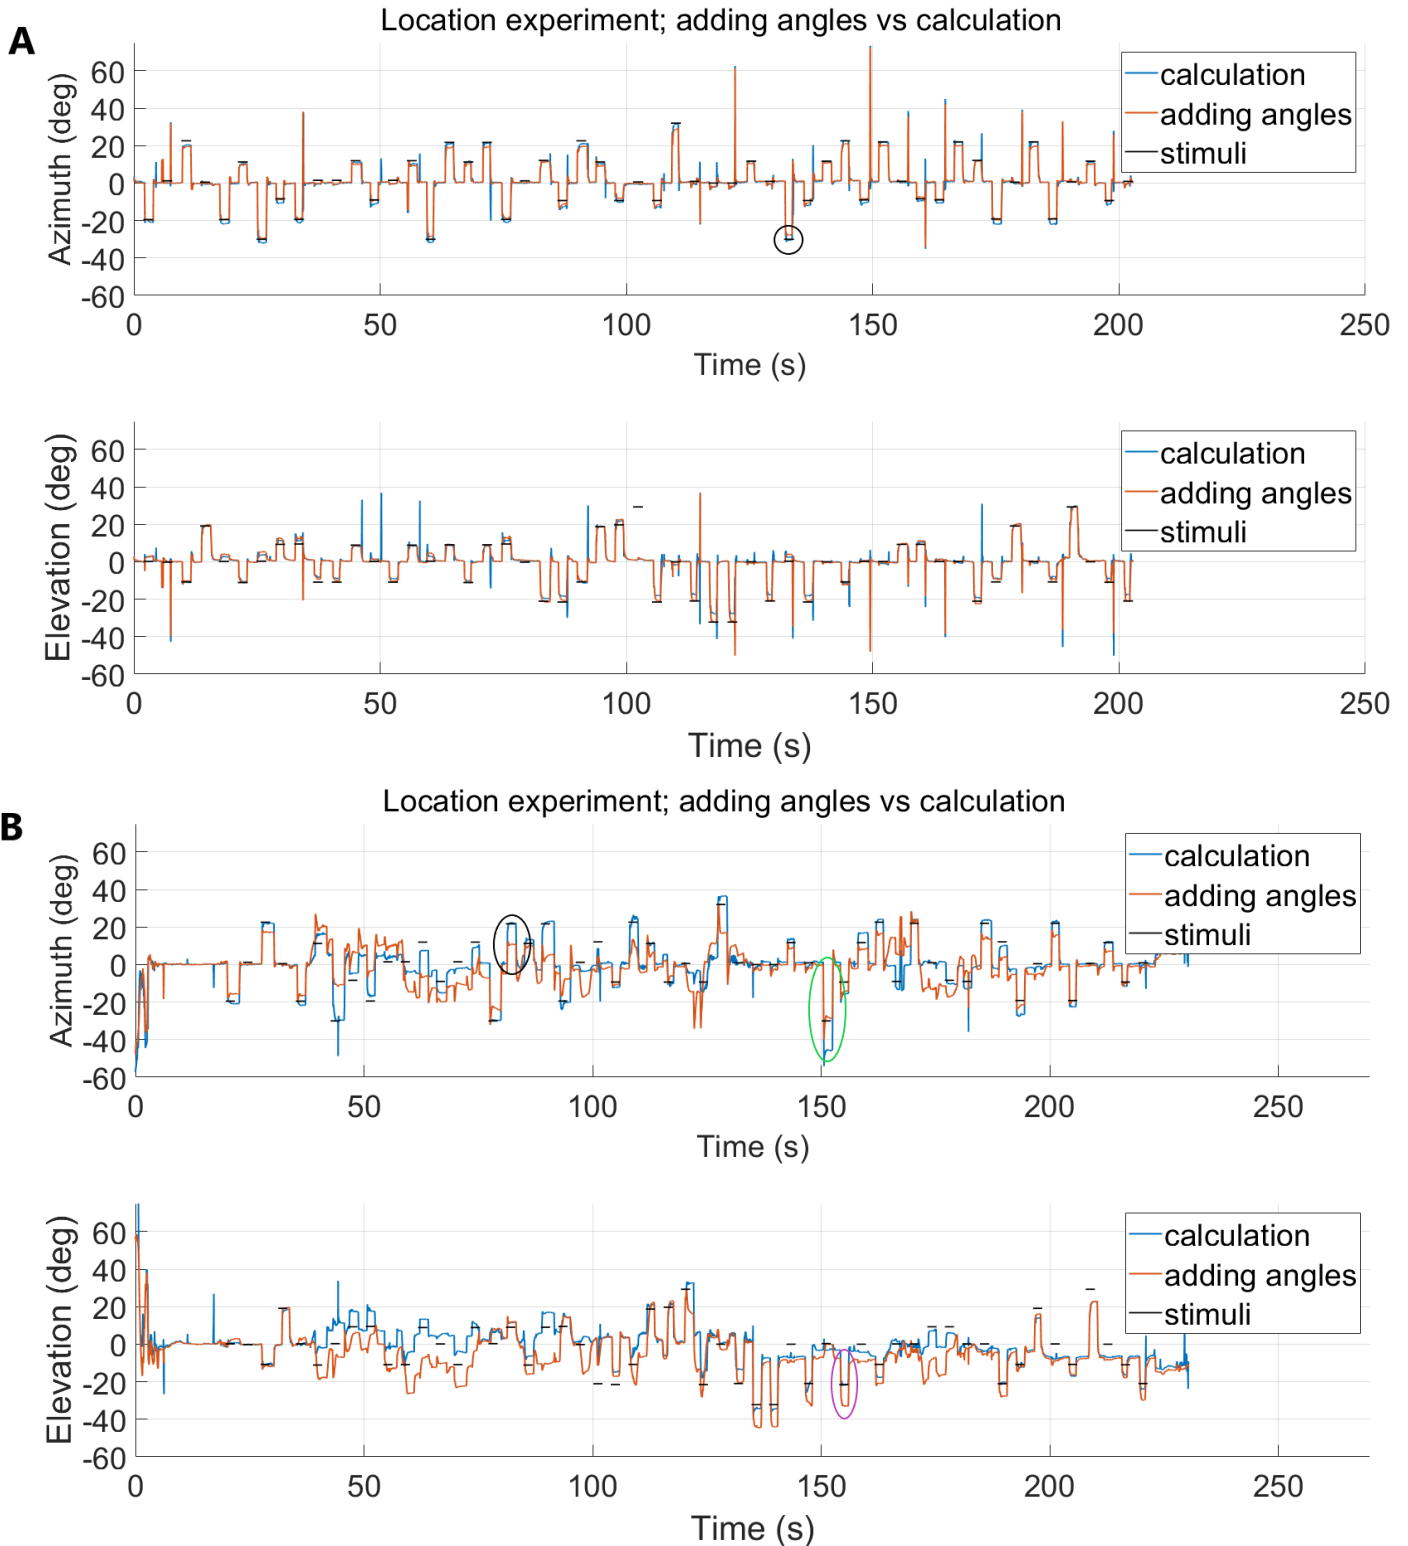 A
Location experiment; adding angles vs calculation
Azimuth (deg)
60
40
20
0
-20
-40
-60
0 50 100 150 200 250
Time (s)
calculation
adding angles
stimuli
Elevation (deg)
60
40
20
0
-20
-40
-60
0 50 100 150 200 250
Time (s)
calculation
adding angles
stimuli
B
Location experiment; adding angles vs calculation
Azimuth (deg)
60
40
20
0
-20
-40
-60
0 50 100 150 200 250
Time (s)
calculation
adding angles
stimuli
Elevation (deg)
60
40
20
0
-20
-40
-60
0 50 100 150 200 250
Time (s)
calculation
adding angles
stimuli